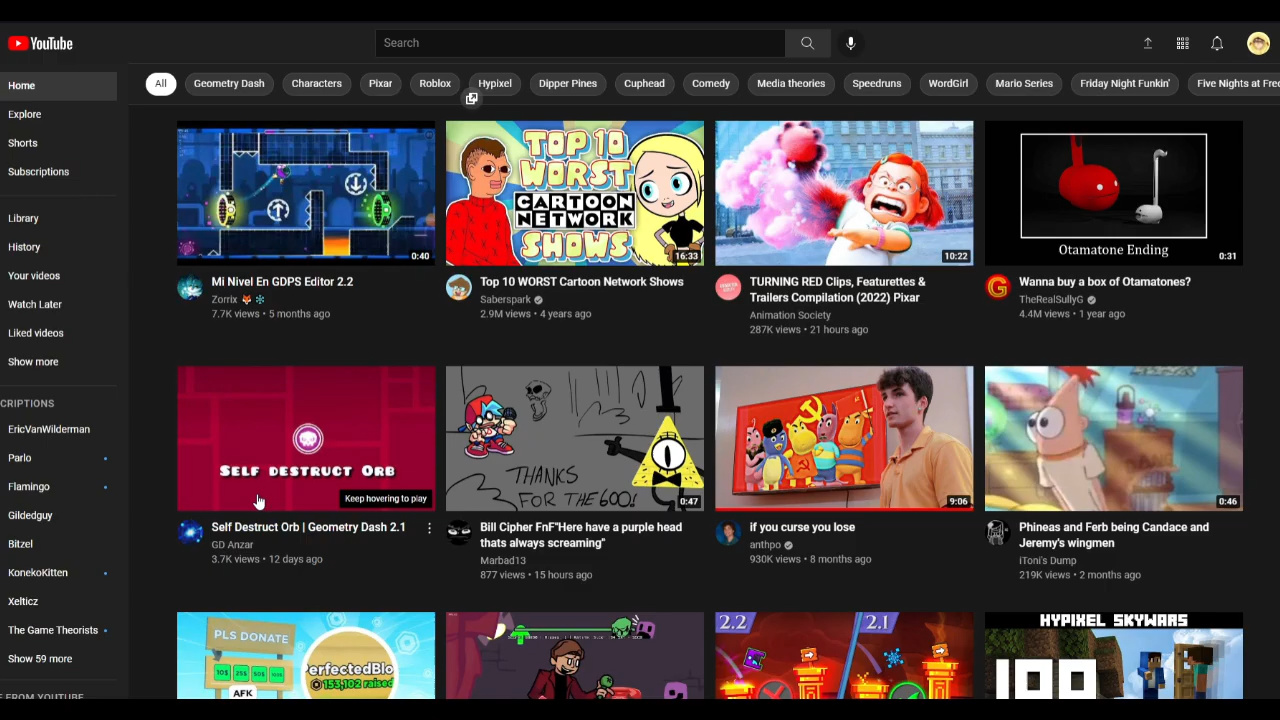 YouTube
Search
Home
Explore
Shorts
Subscriptions
Library
History
Your videos
Watch Later
Liked videos
Show more
CRIPTIONS
EricVanWilderman
Parlo
Flamingo
Gildedguy
Bitzel
KonekoKitten
Xelticz
The Game Theorists
Show 59 more
E FROM YOUTUBE
All
Geometry Dash
Characters
Pixar
Roblox
Hypixel
Dipper Pines
Cuphead
Comedy
Media theories
Speedruns
WordGirl
Mario Series
Friday Night Funkin'
Five Nights at Fre
0:40
Mi Nivel En GDPS Editor 2.2
Zorrix
7.7K views • 5 months ago
TOP 10
WORST
CARTOON
NETWORK
SHOWS
16:33
Top 10 WORST Cartoon Network Shows
Saberspark
2.9M views • 4 years ago
10:22
TURNING RED Clips, Featurettes &
Trailers Compilation (2022) Pixar
Animation Society
287K views • 21 hours ago
Otamatone Ending
0:31
Wanna buy a box of Otamatones?
TheRealSullyG
4.4M views • 1 year ago
Self destruct Orb
Keep hovering to play
Self Destruct Orb | Geometry Dash 2.1
GD Anzar
3.7K views • 12 days ago
THANKS
FOR THE 600!
0:47
Bill Cipher FnF"Here have a purple head
thats always screaming"
Marbad13
877 views • 15 hours ago
9:06
if you curse you lose
anthpo
930K views • 8 months ago
0:46
Phineas and Ferb being Candace and
Jeremy's wingmen
iToni's Dump
219K views • 2 months ago
PLS DONATE
AFK
erfectedBlo
153,102 raised
2.2
2.1
HYPIXEL SKYWARS
100